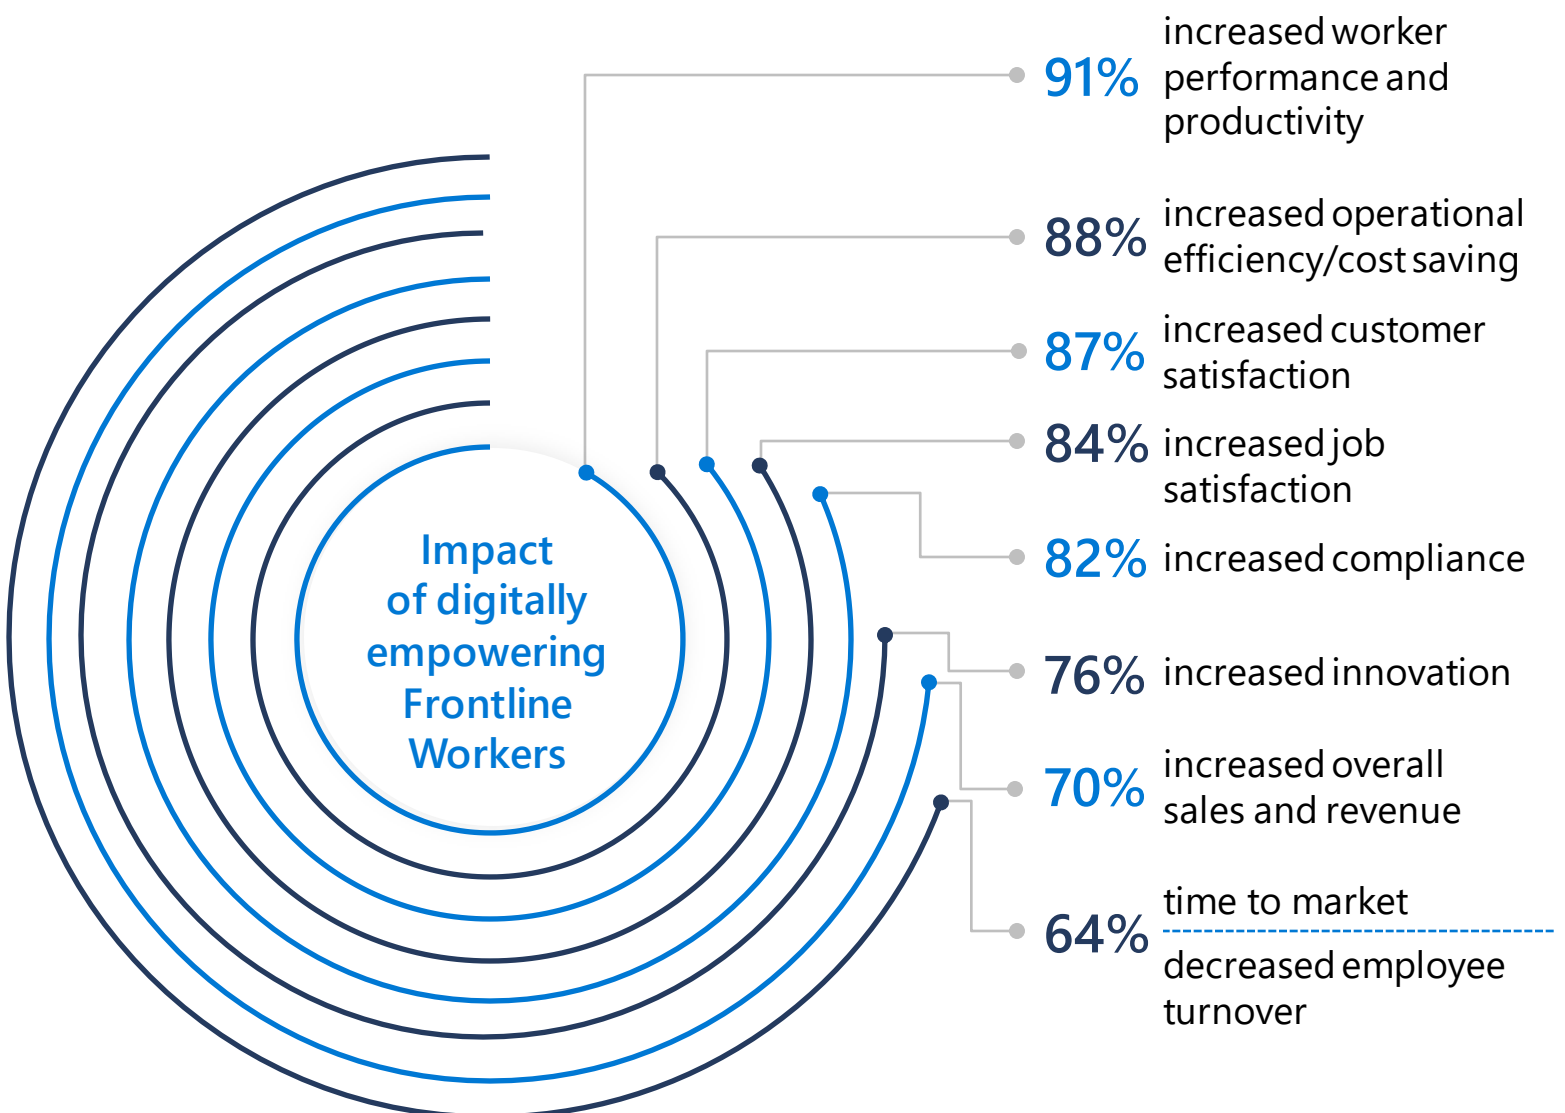 Impact
of digitally
empowering
Frontline
Workers
91%
increased worker
performance and
productivity
88%
increased operational
efficiency/cost saving
87%
increased customer
satisfaction
84%
increased job
satisfaction
82%
increased compliance
76%
increased innovation
70%
increased overall
sales and revenue
64%
time to market
decreased employee
turnover